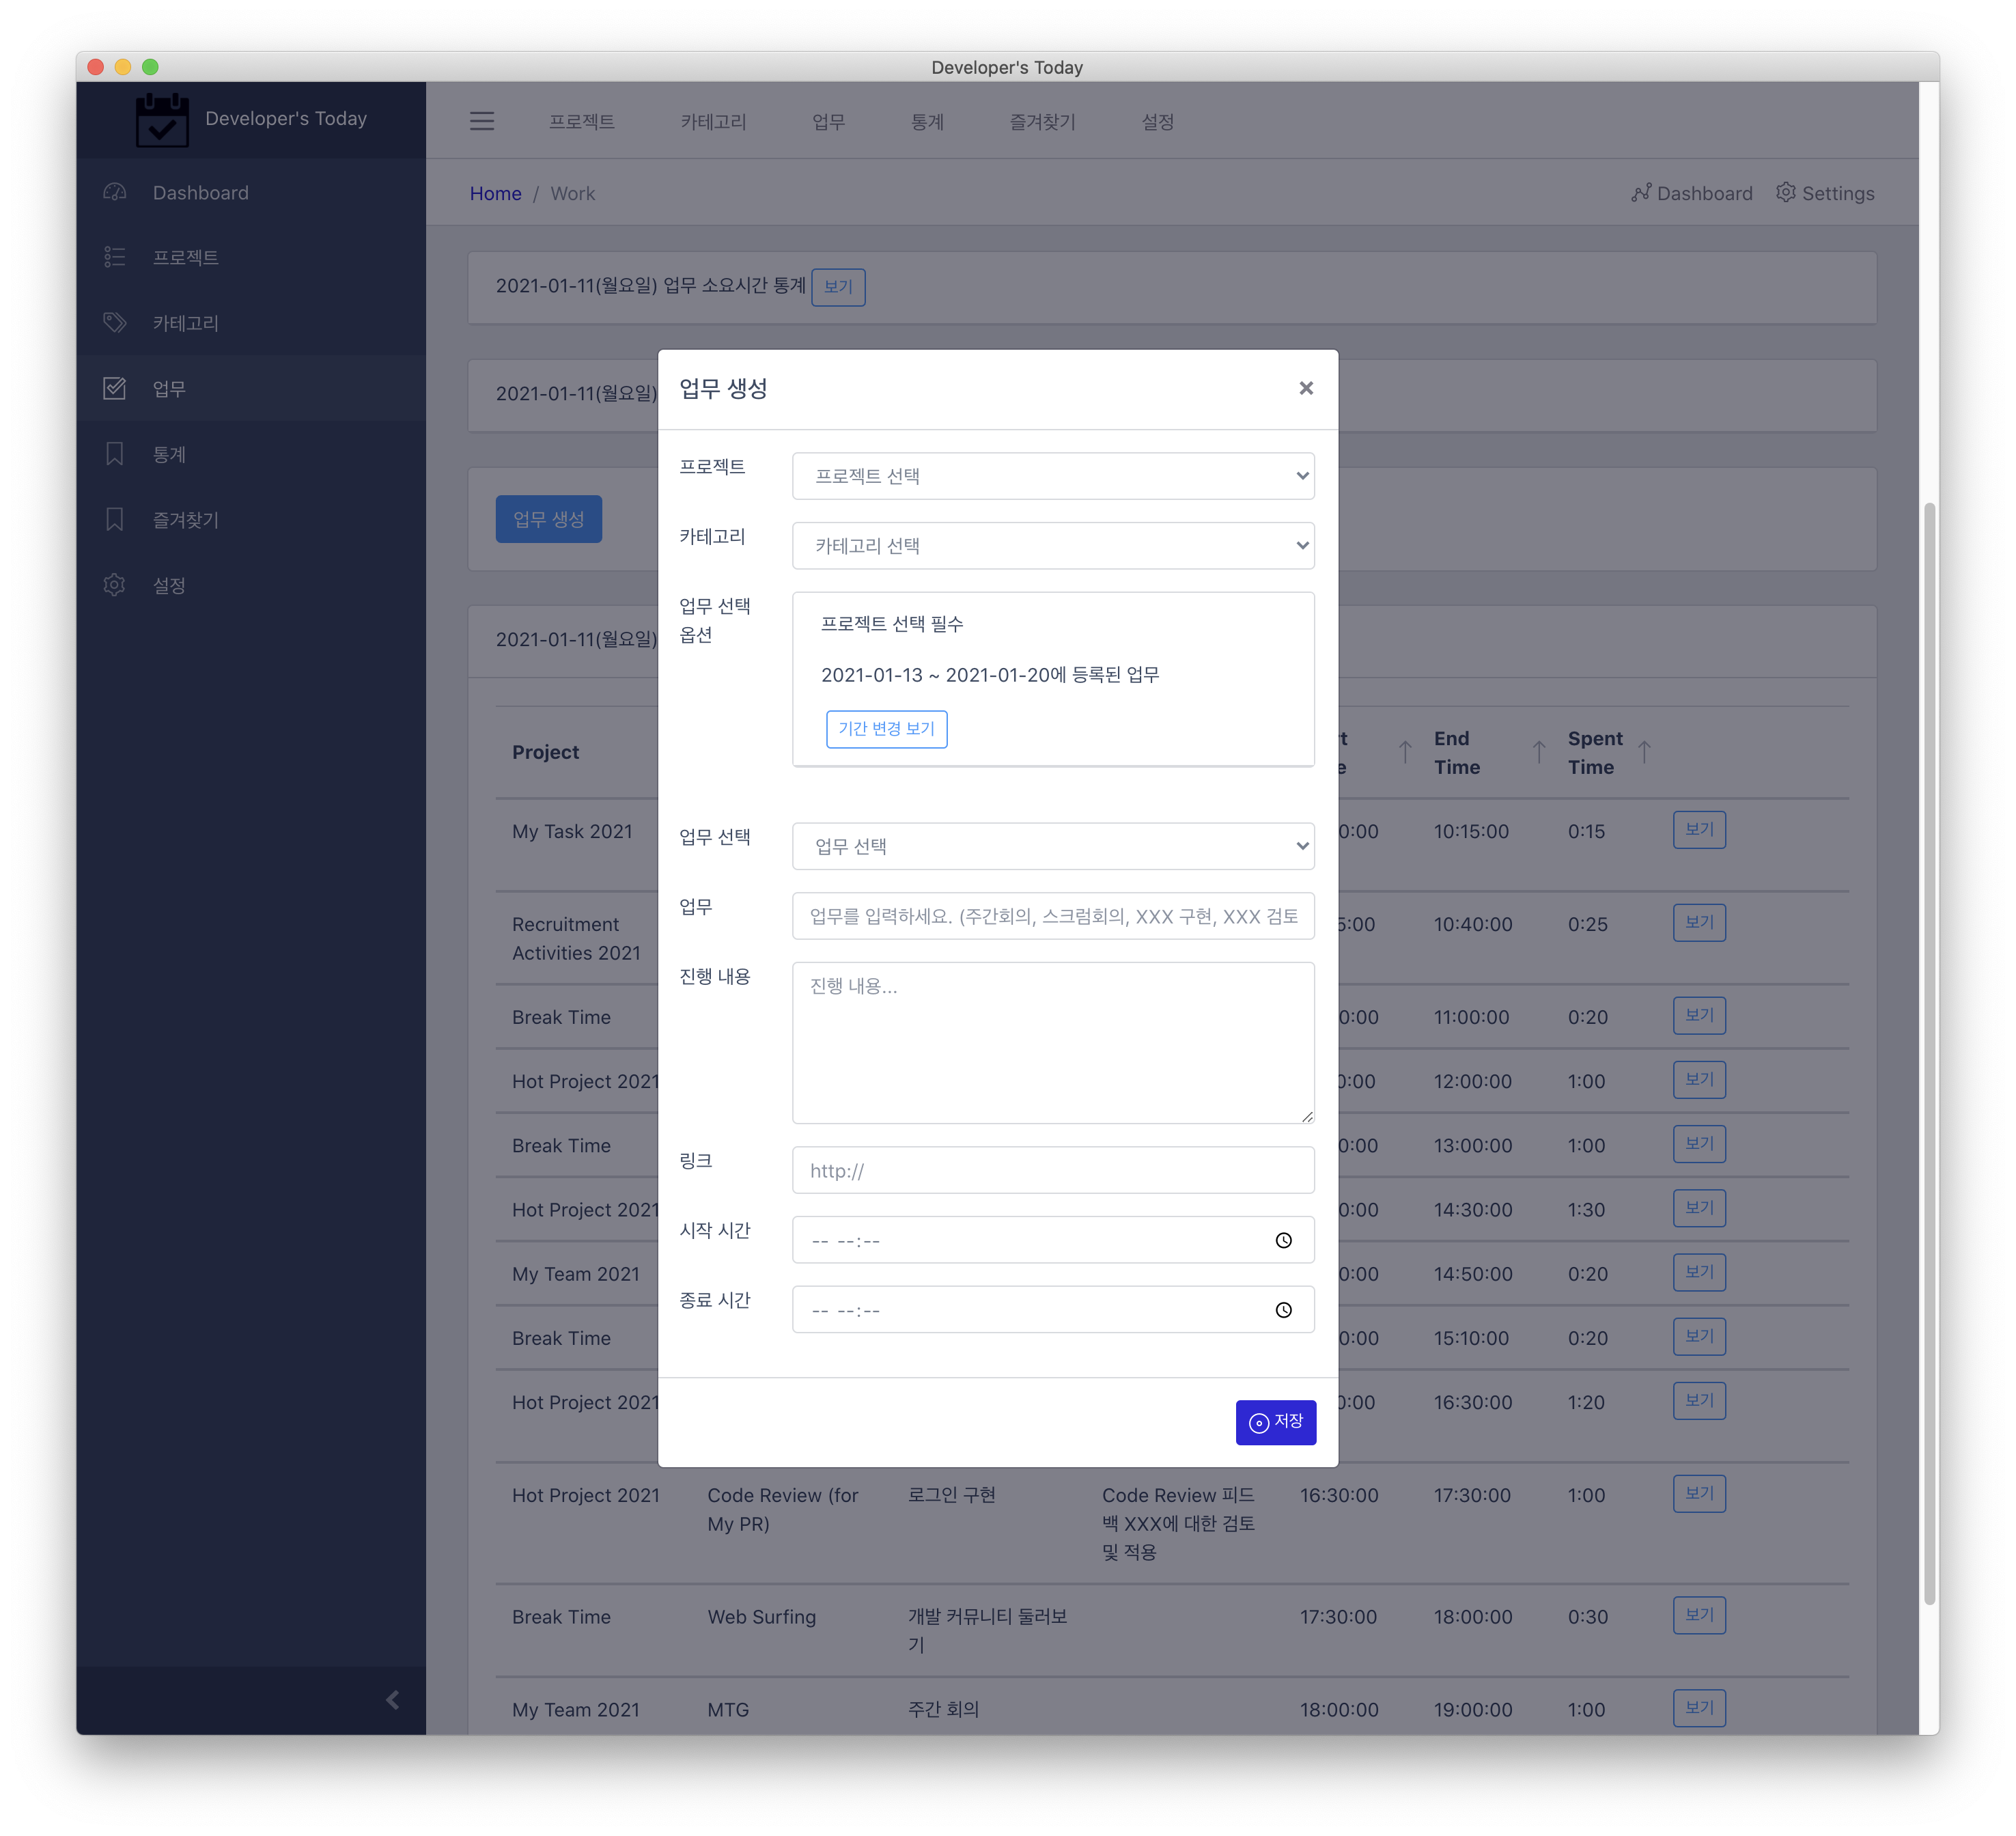 Developer's Today
Developer's Today
프로젝트 카테고리 업무 통계 즐겨찾기 설정
Dashboard
프로젝트
카테고리
업무
통계
즐겨찾기
설정
Home / Work
Dashboard Settings
2021-01-11(월요일) 업무 소요시간 통계 보기
2021-01-11(월요일)
업무 생성
2021-01-11(월요일)
업무 생성 ×
프로젝트
프로젝트 선택
카테고리
카테고리 선택
업무 선택
옵션
프로젝트 선택 필수
2021-01-13 ~ 2021-01-20에 등록된 업무
기간 변경 보기
업무 선택
업무 선택
업무
업무를 입력하세요. (주간회의, 스크럼회의, XXX 구현, XXX 검토
진행 내용
진행 내용...
링크
http://
시작 시간
-- --:--
종료 시간
-- --:--
저장
Project
End
Time
Spent
Time
My Task 2021 0:00 10:15:00 0:15 보기
Recruitment
Activities 2021
5:00 10:40:00 0:25 보기
Break Time 0:00 11:00:00 0:20 보기
Hot Project 2021 0:00 12:00:00 1:00 보기
Break Time 0:00 13:00:00 1:00 보기
Hot Project 2021 0:00 14:30:00 1:30 보기
My Team 2021 0:00 14:50:00 0:20 보기
Break Time 0:00 15:10:00 0:20 보기
Hot Project 2021 0:00 16:30:00 1:20 보기
Hot Project 2021
Code Review (for
My PR)
로그인 구현
Code Review 피드
백 XXX에 대한 검토
및 적용
16:30:00 17:30:00 1:00 보기
Break Time
Web Surfing
개발 커뮤니티 둘러보
기
17:30:00 18:00:00 0:30 보기
My Team 2021 MTG 주간 회의 18:00:00 19:00:00 1:00 보기